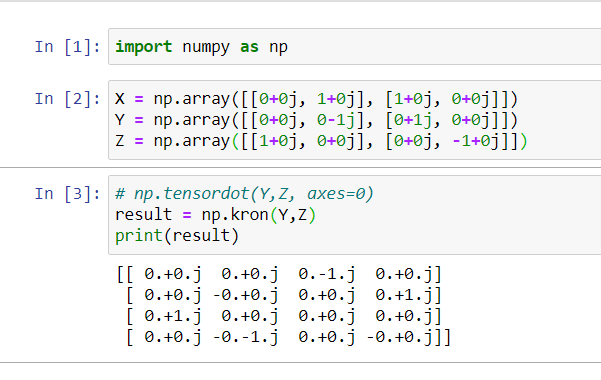 In [1]: import numpy as np
In [2]: X = np.array([[0+0j, 1+0j], [1+0j, 0+0j]])
Y = np.array([[0+0j, 0-1j], [0+1j, 0+0j]])
Z = np.array([[1+0j, 0+0j], [0+0j, -1+0j]])
In [3]: # np.tensordot(Y,Z, axes=0)
result = np.kron(Y,Z)
print(result)
[[ 0.+0.j  0.+0.j  0.-1.j  0.+0.j]
[ 0.+0.j -0.+0.j  0.+0.j  0.+1.j]
[ 0.+1.j  0.+0.j  0.+0.j  0.+0.j]
[ 0.+0.j -0.-1.j  0.+0.j -0.+0.j]]